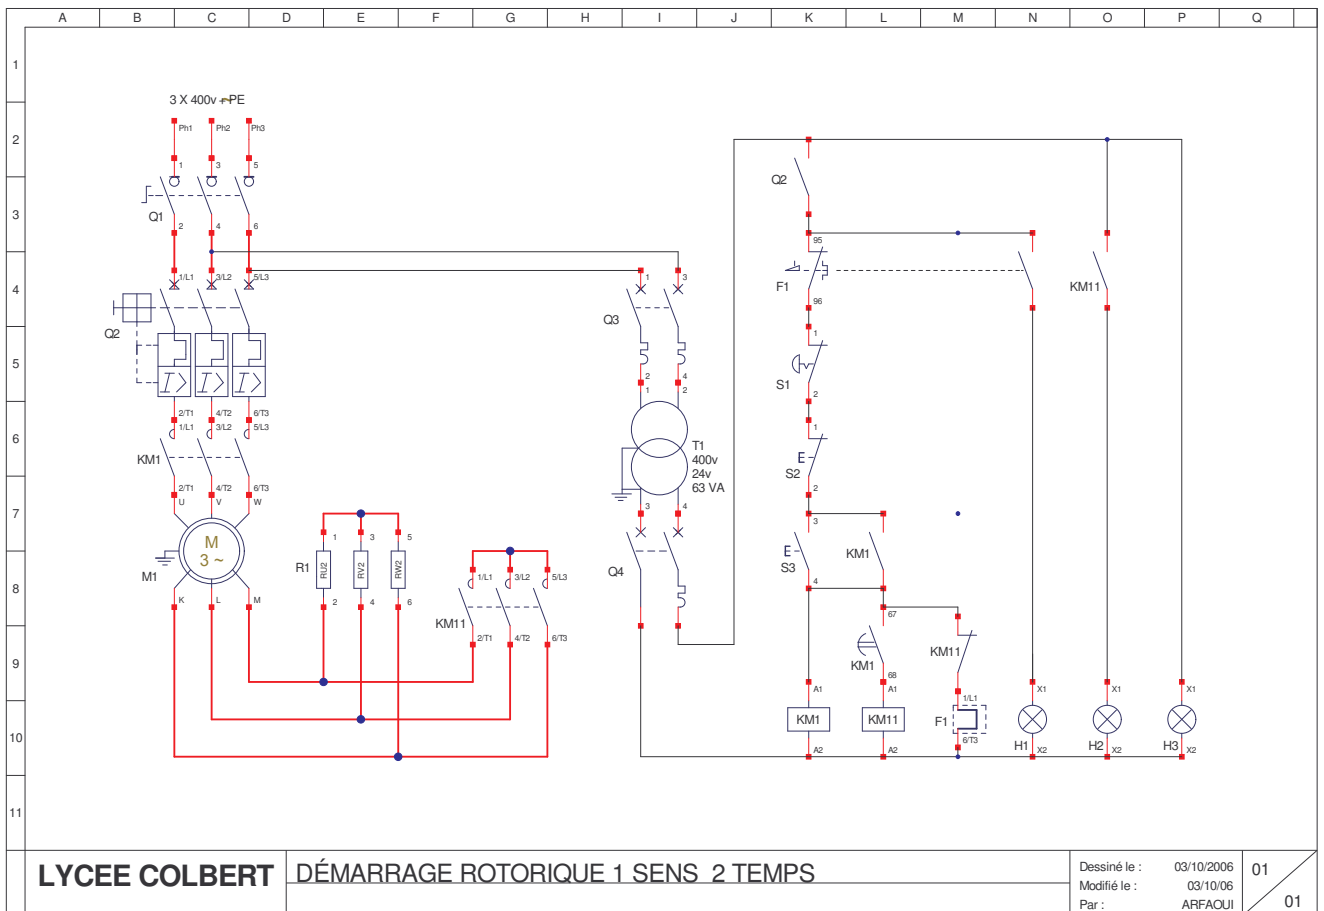 A B C D E F G H I J K L M N O P Q
1
2
3
4
5
6
7
8
9
10
11
3 X 400v + PE
Ph1 Ph2 Ph3
1 3 5
Q1
2 4 6
1/L1 3/L2 5/L3
Q2
2/T1 4/T2 6/T3
1/L1 3/L2 5/L3
KM1
2/T1 4/T2 6/T3
U V W
M
3 ~
M1
K L M
R1
1 3 5
RU2 RV2 RW2
2 4 6
1/L1 3/L2 5/L3
KM11
2/T1 4/T2 6/T3
1 3
Q3
2 4
1 2
T1
400v
24v
63 VA
3 4
Q4
Q2
95
F1
96
KM11
1
S1
2
1
E
S2
2
3
E
S3
4
KM1
67
KM1
68
KM11
A1 A1 1/L1 X1 X1 X1
KM1 KM11 F1 H1 H2 H3
A2 A2 6/T3 X2 X2 X2
LYCEE COLBERT
DÉMARRAGE ROTORIQUE 1 SENS 2 TEMPS
Dessiné le : 03/10/2006
Modifié le : 03/10/06
Par : ARFAOUI
01
01